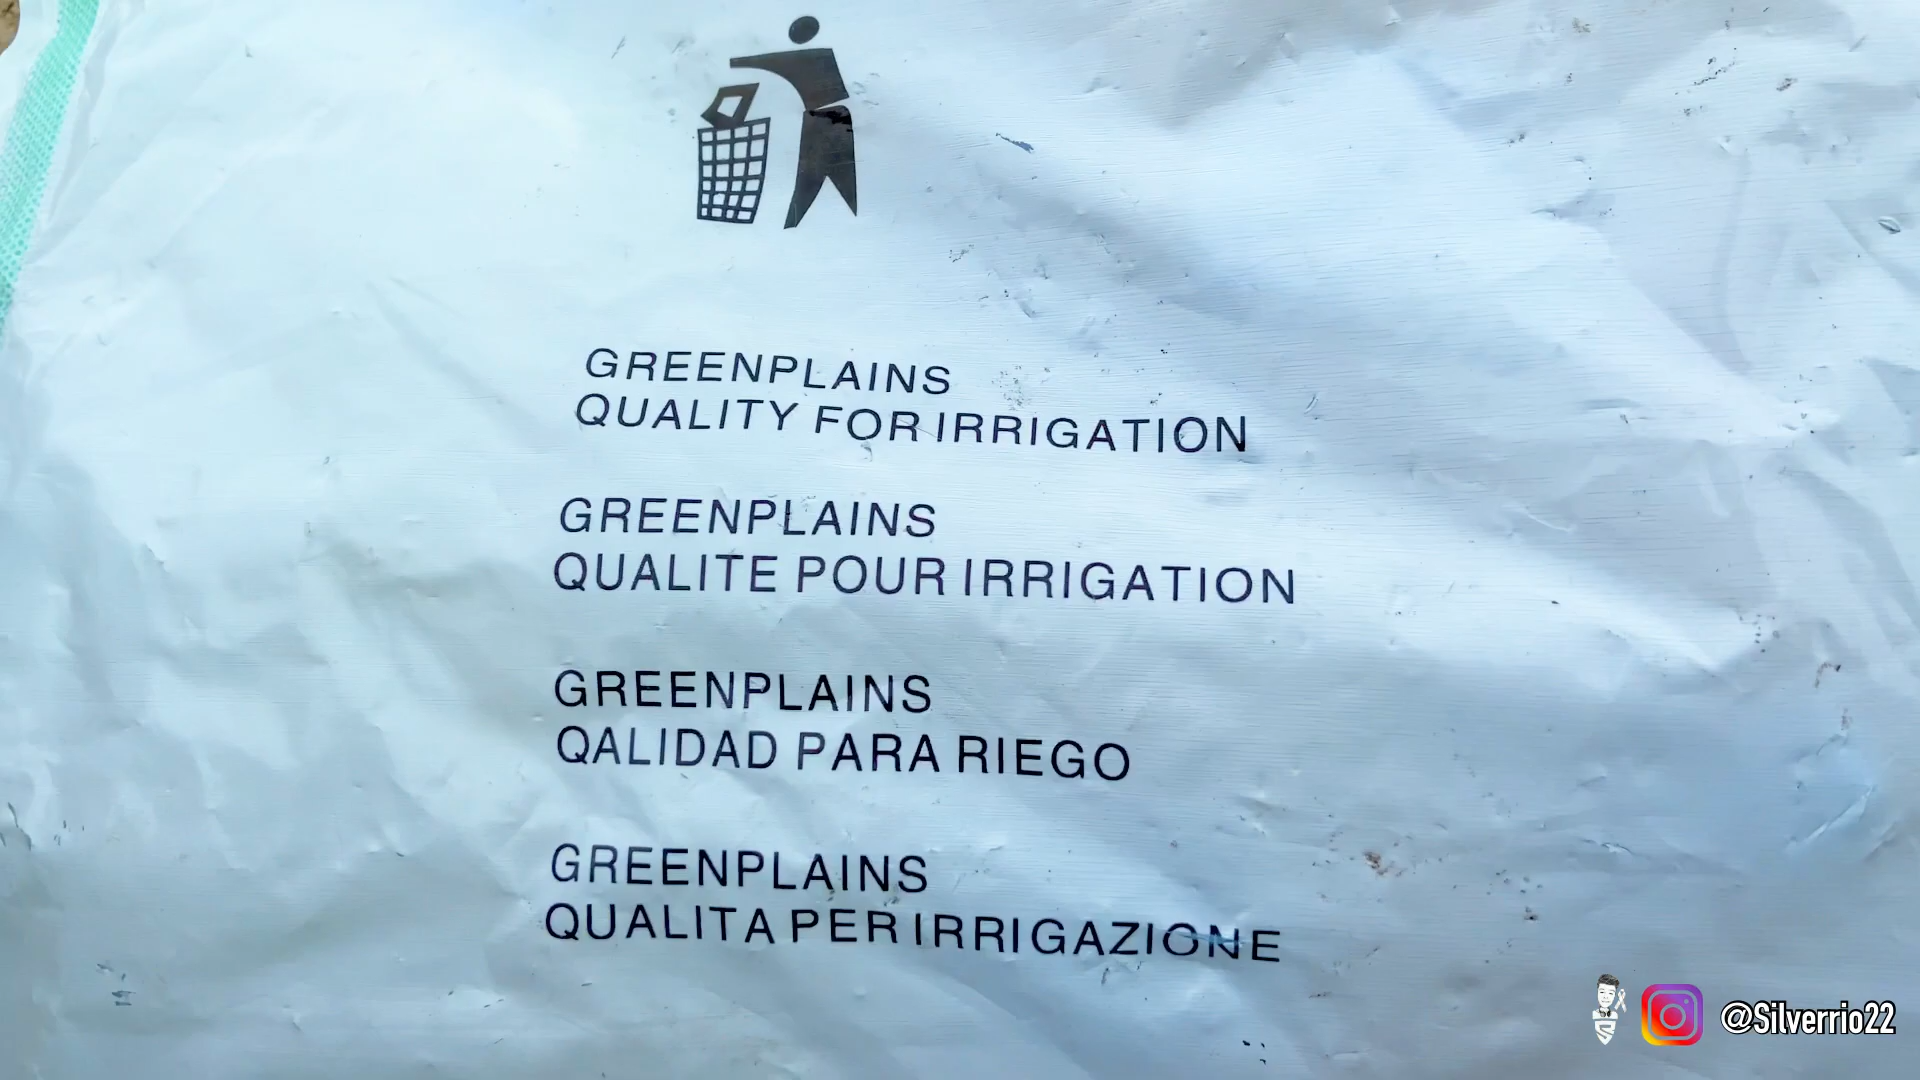 GREENPLAINS
QUALITY FOR IRRIGATION
GREENPLAINS
QUALITE POUR IRRIGATION
GREENPLAINS
QALIDAD PARA RIEGO
GREENPLAINS
QUALITA PER IRRIGAZIONE
@Silverrio22